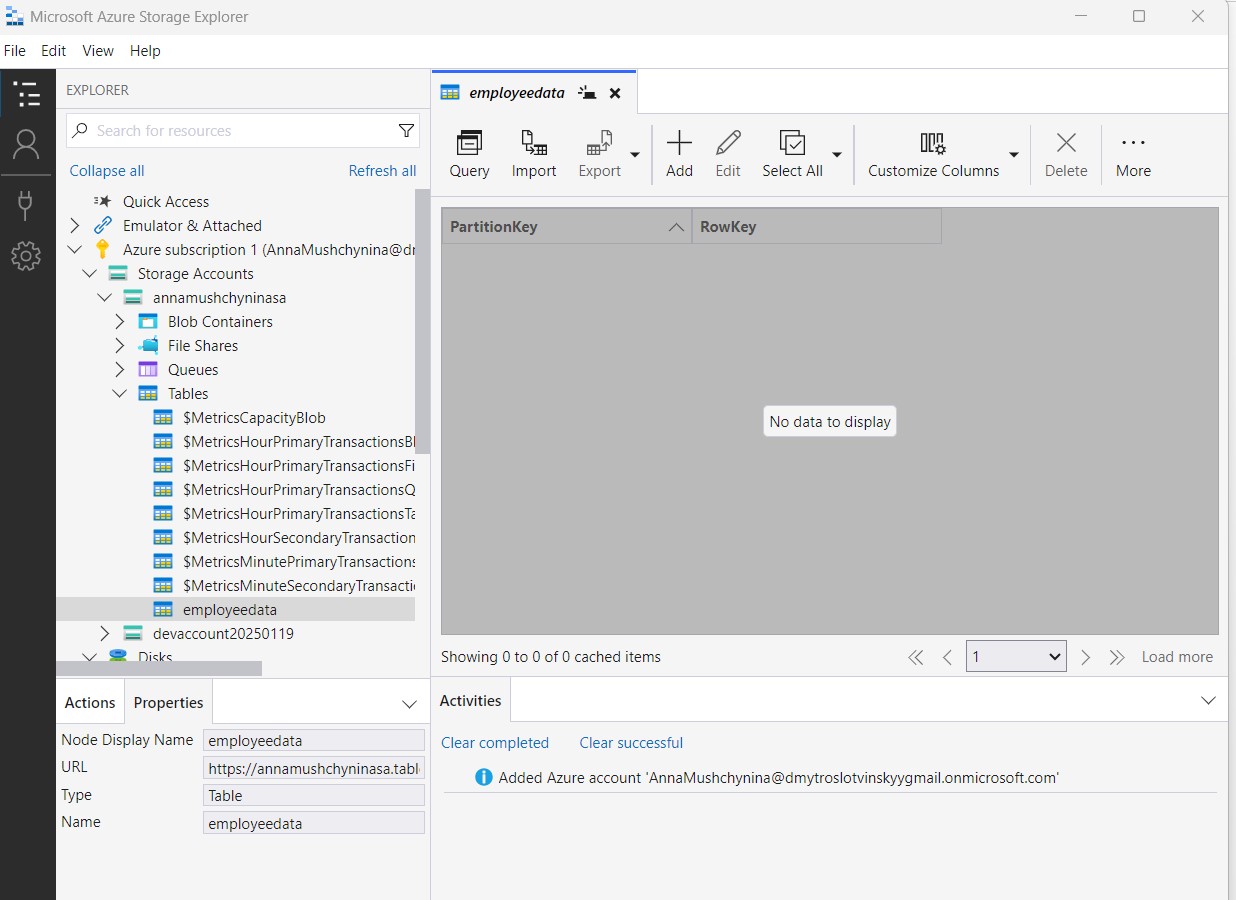 Microsoft Azure Storage Explorer
File Edit View Help
EXPLORER
Search for resources
Collapse all Refresh all
Quick Access
Emulator & Attached
Azure subscription 1 (AnnaMushchynina@d
Storage Accounts
annamushchyninasa
Blob Containers
File Shares
Queues
Tables
$MetricsCapacityBlob
$MetricsHourPrimaryTransactionsBl
$MetricsHourPrimaryTransactionsFi
$MetricsHourPrimaryTransactionsQ
$MetricsHourPrimaryTransactionsTa
$MetricsHourSecondaryTransaction
$MetricsMinutePrimaryTransactions
$MetricsMinuteSecondaryTransacti
employeedata
devaccount20250119
Disks
Actions Properties
Node Display Name employeedata
URL https://annamushchyninasa.tabl
Type Table
Name employeedata
employeedata
Query Import Export Add Edit Select All Customize Columns Delete More
PartitionKey RowKey
No data to display
Showing 0 to 0 of 0 cached items 1 Load more
Activities
Clear completed Clear successful
Added Azure account 'AnnaMushchynina@dmytroslotvinskyygmail.onmicrosoft.com'